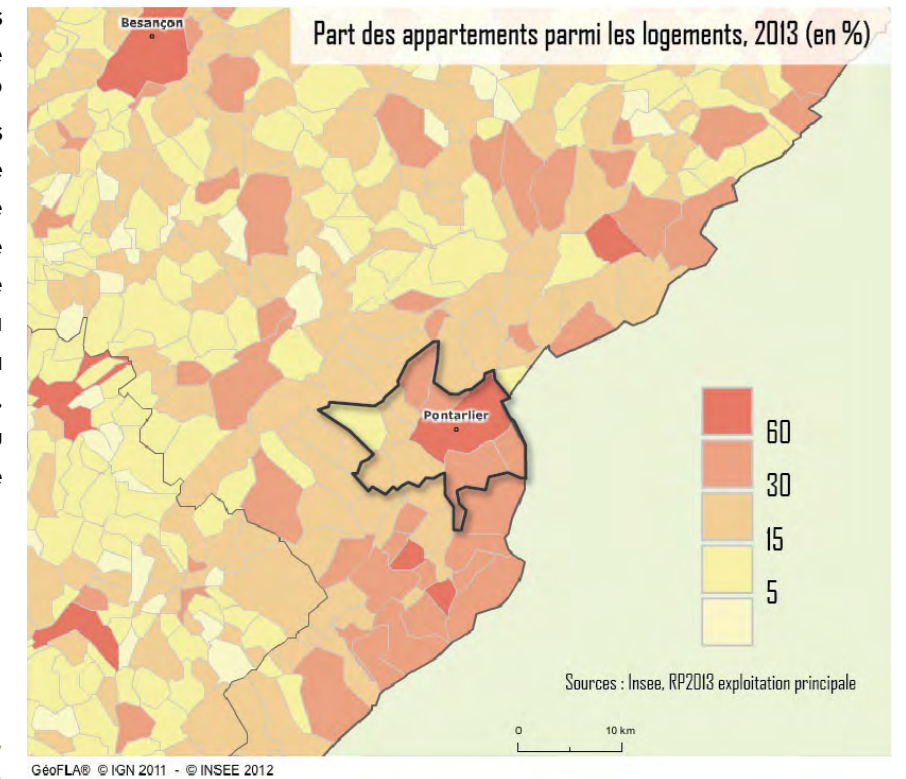 Besançon
Part des appartements parmi les logements, 2013 (en %)
Pontarlier
60
30
15
5
Sources : Insee, RP2013 exploitation principale
0 10 km
GéoFLA® © IGN 2011 - © INSEE 2012